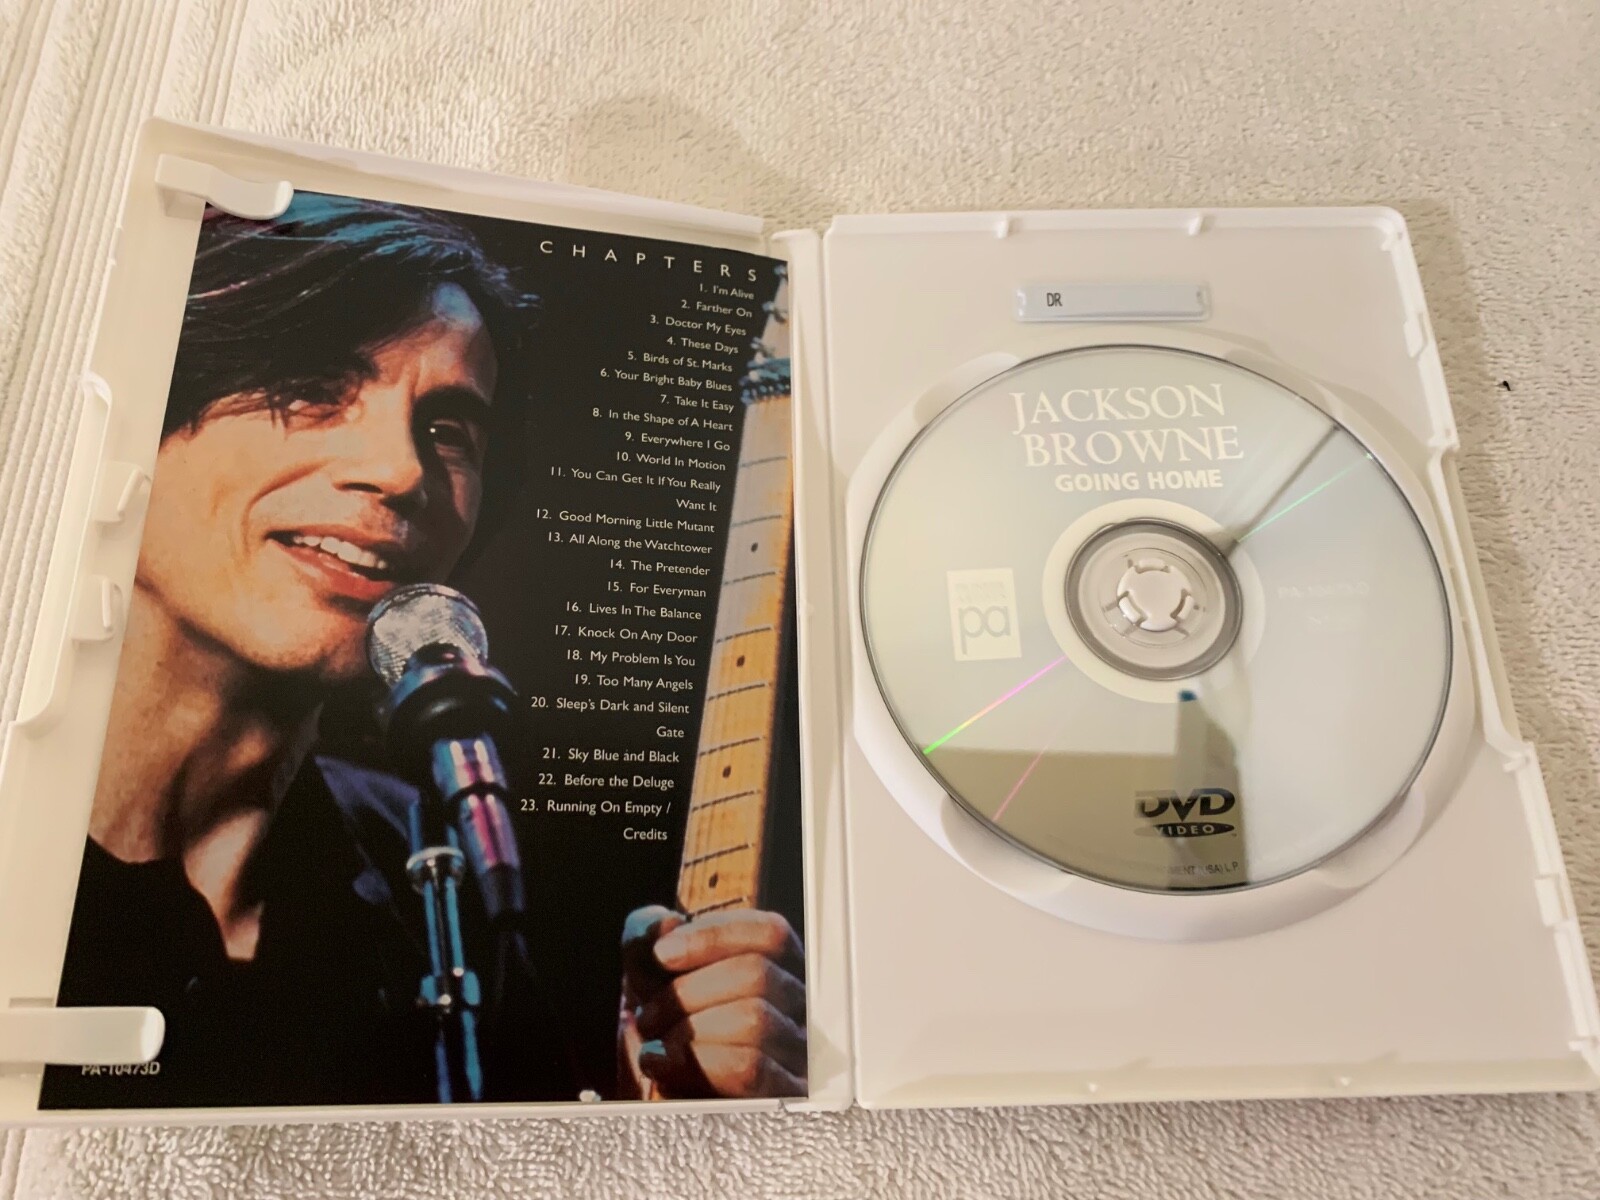 CHAPTERS
1. I'm Alive
2. Farther On
3. Doctor My Eyes
4. These Days
5. Birds of St. Marks
6. Your Bright Baby Blues
7. Take It Easy
8. In the Shape of A Heart
9. Everywhere I Go
10. World In Motion
11. You Can Get It If You Really
Want It
12. Good Morning Little Mutant
13. All Along the Watchtower
14. The Pretender
15. For Everyman
16. Lives In The Balance
17. Knock On Any Door
18. My Problem Is You
19. Too Many Angels
20. Sleep's Dark and Silent
Gate
21. Sky Blue and Black
22. Before the Deluge
23. Running On Empty /
Credits
PA-10473D
DR
JACKSON
BROWNE
GOING HOME
pa
DVD
VIDEO
(USA) L.P.